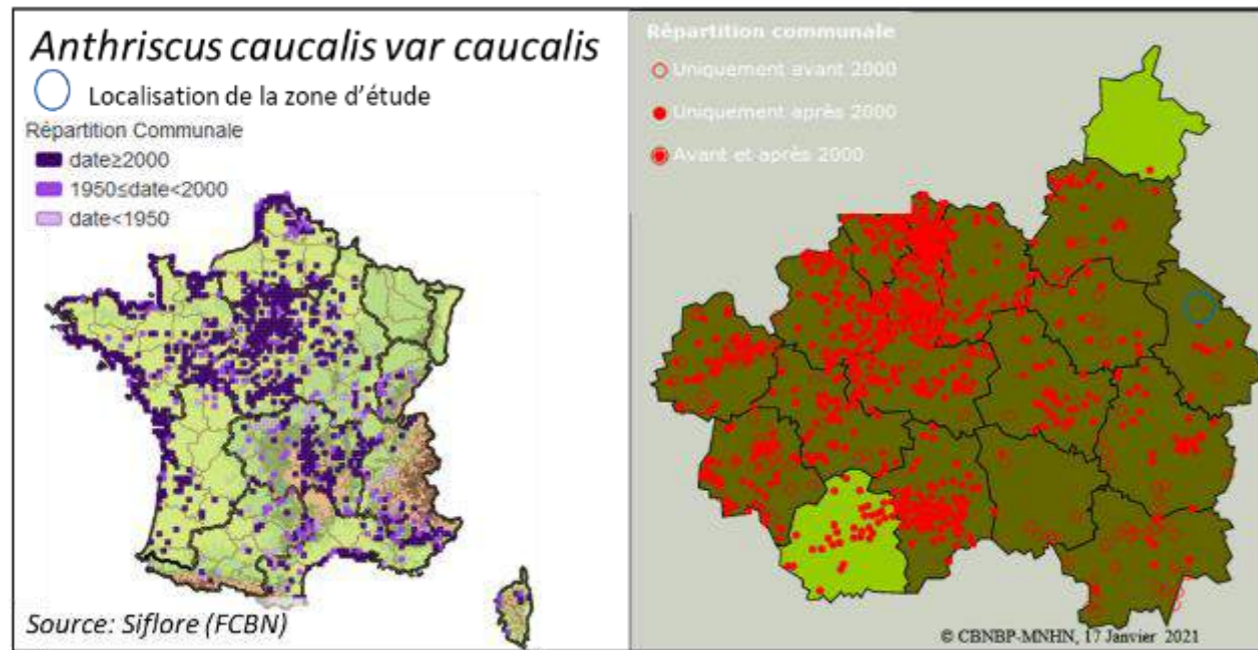 Anthriscus caucalis var caucalis
Localisation de la zone d'étude
Répartition Communale
date≥2000
1950≤date<2000
date<1950
Source: Siflore (FCBN)
Répartition communale
Uniquement avant 2000
Uniquement après 2000
Avant et après 2000
© CBNBP-MNHN, 17 Janvier 2021